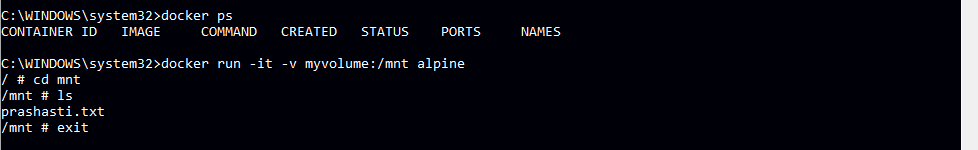 C:\WINDOWS\system32>docker ps
CONTAINER ID   IMAGE     COMMAND   CREATED   STATUS    PORTS     NAMES
C:\WINDOWS\system32>docker run -it -v myvolume:/mnt alpine
/ # cd mnt
/mnt # ls
prashasti.txt
/mnt # exit